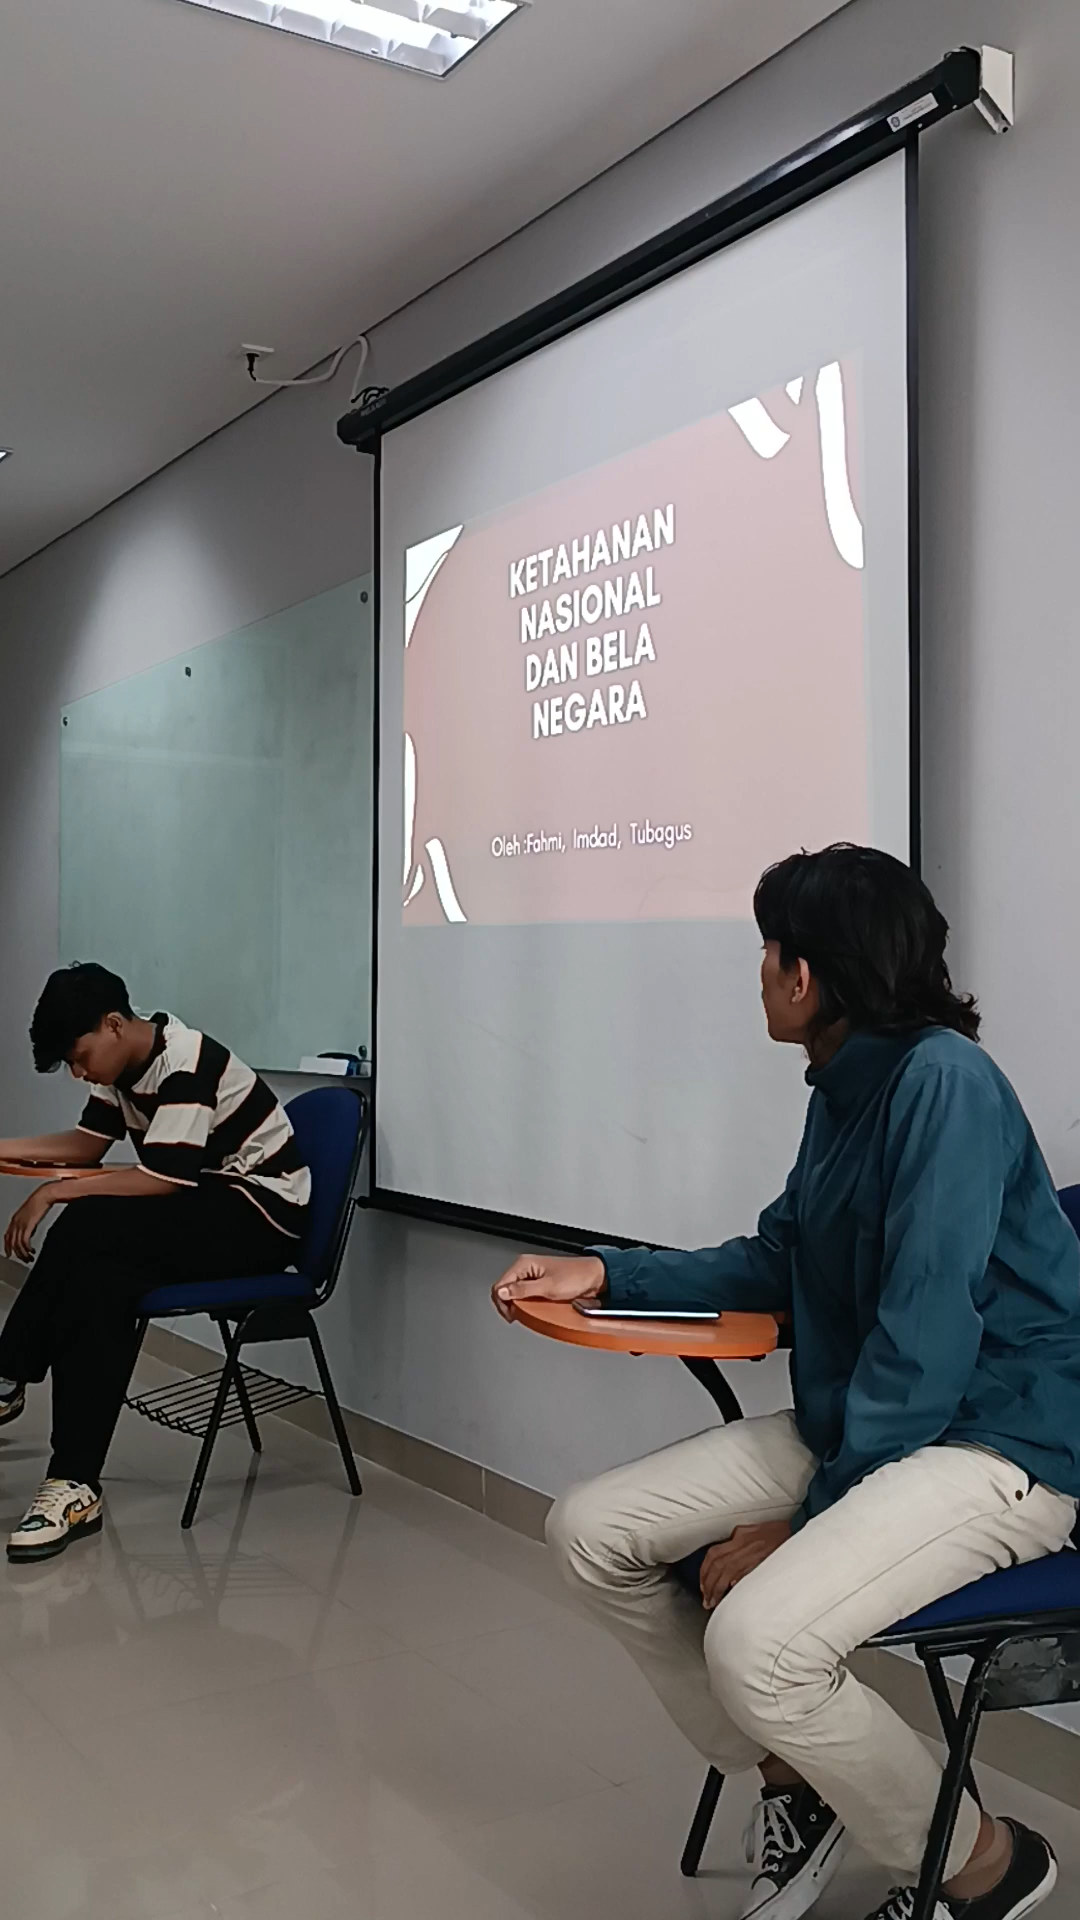 KETAHANAN
NASIONAL
DAN BELA
NEGARA
Oleh :Fahmi, Imdad, Tubagus